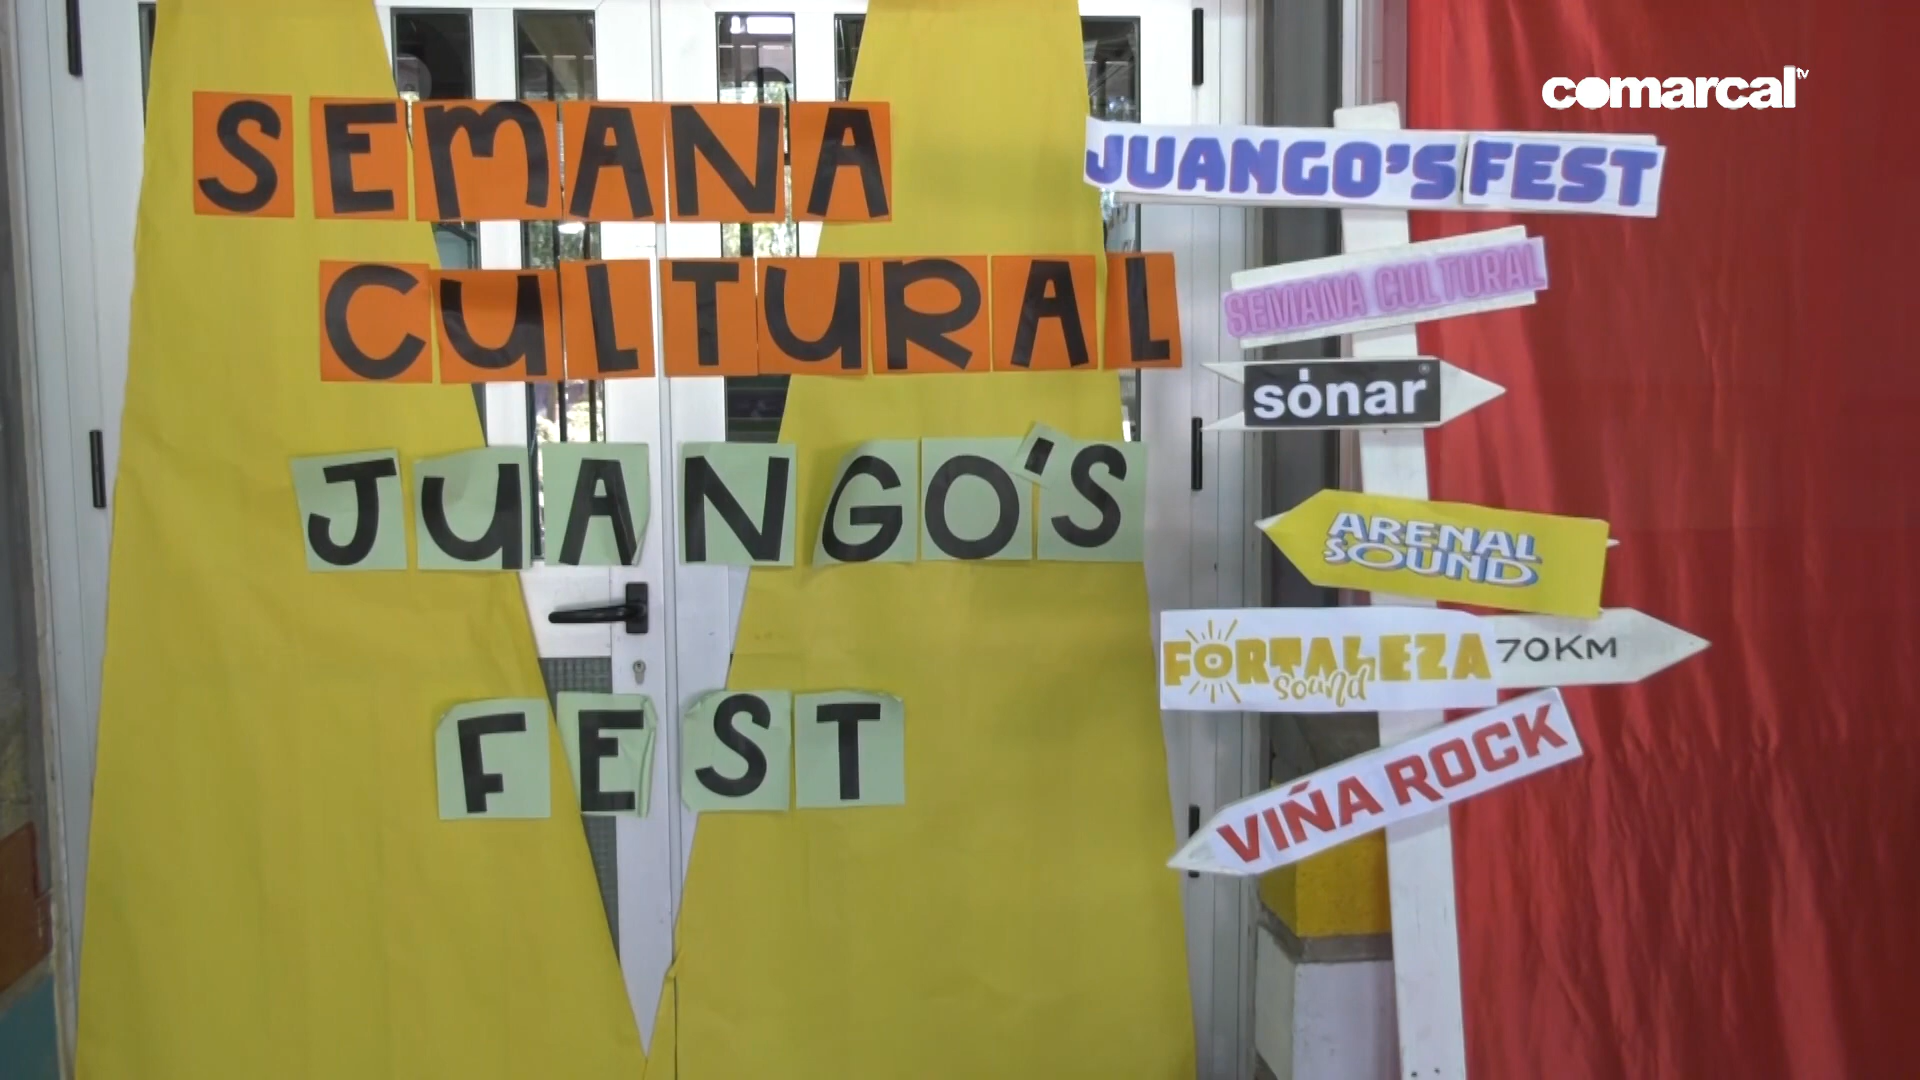 comarcal tv
SEMANA
CULTURAL
JUANGO'S
FEST
JUANGO'S FEST
SEMANA CULTURAL
sónar
ARENAL
SOUND
FORTALEZA
sound
70KM
VIÑA ROCK